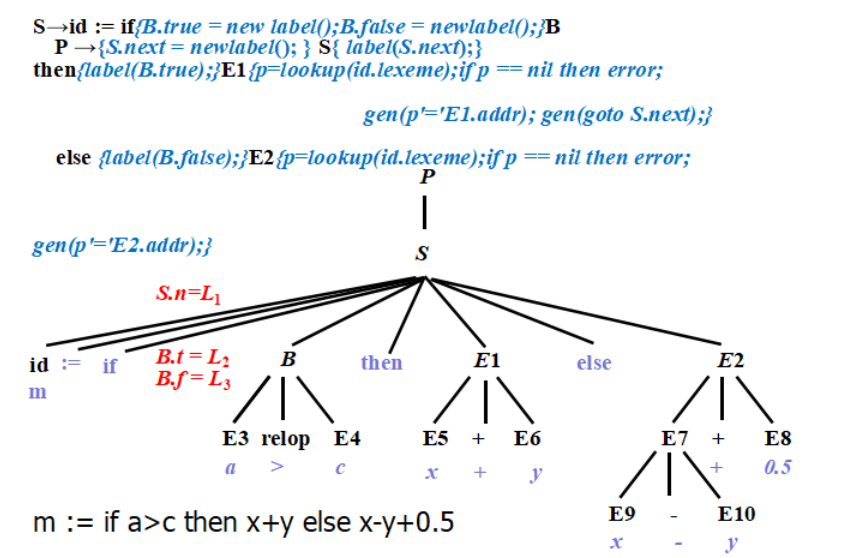 S→id := if{B.true = new label();B.false = newlabel();}B
P →{S.next = newlabel(); } S{ label(S.next);}
then{label(B.true);}E1{p=lookup(id.lexeme);if p == nil then error;
gen(p'='E1.addr); gen(goto S.next);}
else {label(B.false);}E2{p=lookup(id.lexeme);if p == nil then error;
P
gen(p'='E2.addr);}
S
S.n=L₁
id := if B.t = L₂ B then E1 else E2
m B.f = L₃
E3 relop E4 E5 + E6 E7 + E8
a > c x + y + 0.5
m := if a>c then x+y else x-y+0.5
E9 - E10
x - y